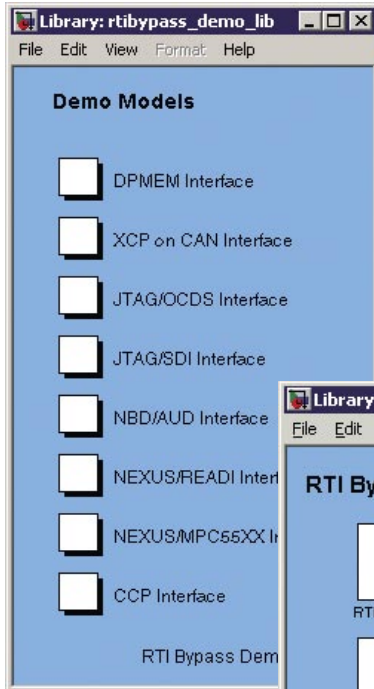 Library: rtibypass_demo_lib
File Edit View Format Help
Demo Models
DPMEM Interface
XCP on CAN Interface
JTAG/OCDS Interface
JTAG/SDI Interface
NBD/AUD Interface
NEXUS/READI Interf
NEXUS/MPC55XX I
CCP Interface
RTI Bypass Dem
Library
File Edit
RTI By
RTI